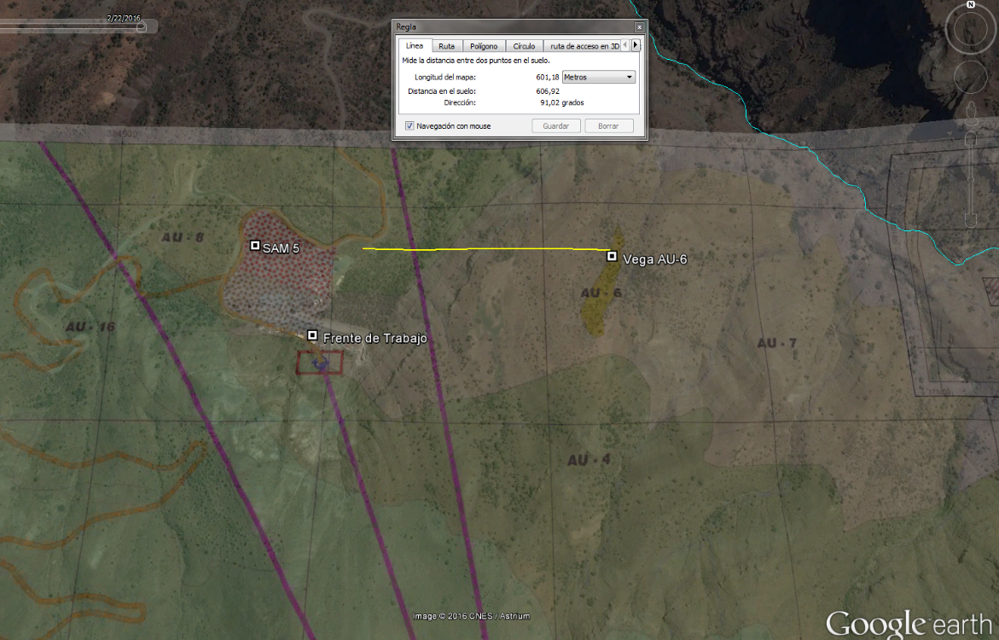 2/22/2016
N
Regla
Línea
Ruta
Polígono
Círculo
ruta de acceso en 3D
Mide la distancia entre dos puntos en el suelo.
Longitud del mapa: 601,18 Metros
Distancia en el suelo: 606,92
Dirección: 91,02 grados
Navegación con mouse
Guardar
Borrar
AU - 8
SAM 5
Vega AU-6
AU - 6
AU - 16
Frente de Trabajo
AU - 7
AU - 4
Image © 2016 CNES / Astrium
Google earth